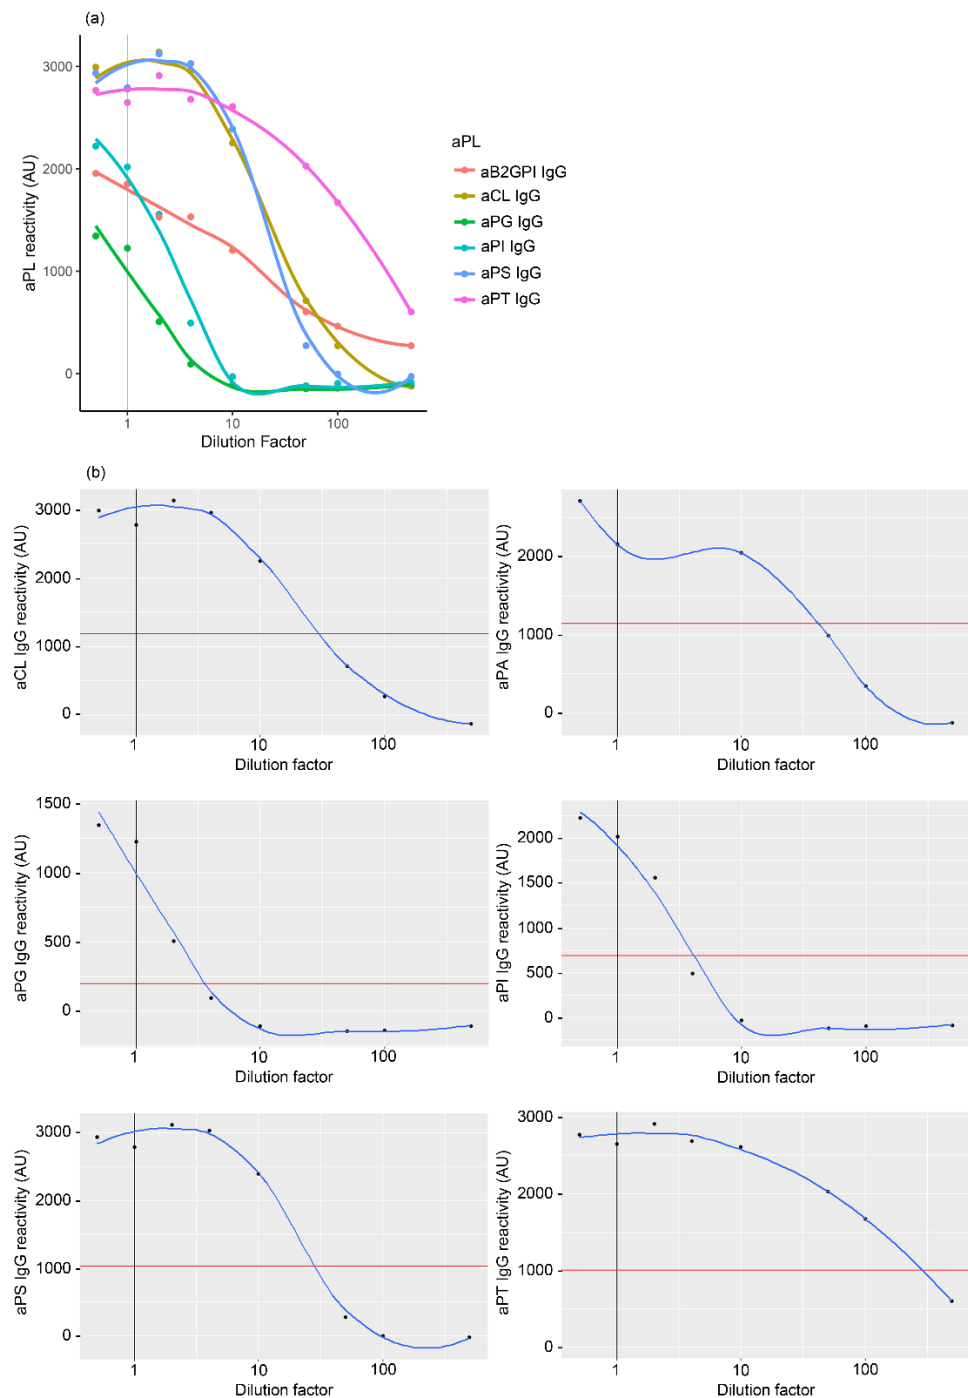 (a)
3000
2000
1000
0
aPL reactivity (AU)
1
10
100
Dilution Factor
aPL
aB2GPI IgG
aCL IgG
aPG IgG
aPI IgG
aPS IgG
aPT IgG
(b)
3000
2000
1000
0
aCL IgG reactivity (AU)
1
10
100
Dilution factor
2000
1000
0
aPA IgG reactivity (AU)
1
10
100
Dilution factor
1500
1000
500
0
aPG IgG reactivity (AU)
1
10
100
Dilution factor
2000
1500
1000
500
0
aPI IgG reactivity (AU)
1
10
100
Dilution factor
3000
2000
1000
0
aPS IgG reactivity (AU)
1
10
100
Dilution factor
3000
2000
1000
0
aPT IgG reactivity (AU)
1
10
100
Dilution factor